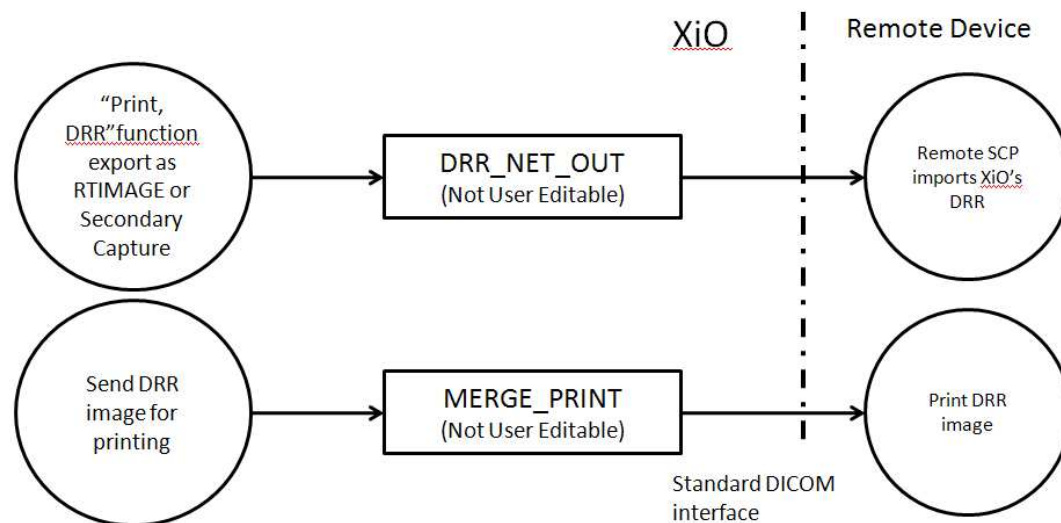 XiO
Remote Device
“Print,
DRR”function
export as
RTIMAGE or
Secondary
Capture
DRR_NET_OUT
(Not User Editable)
Remote SCP
imports XiO’s
DRR
Send DRR
image for
printing
MERGE_PRINT
(Not User Editable)
Print DRR
image
Standard DICOM
interface